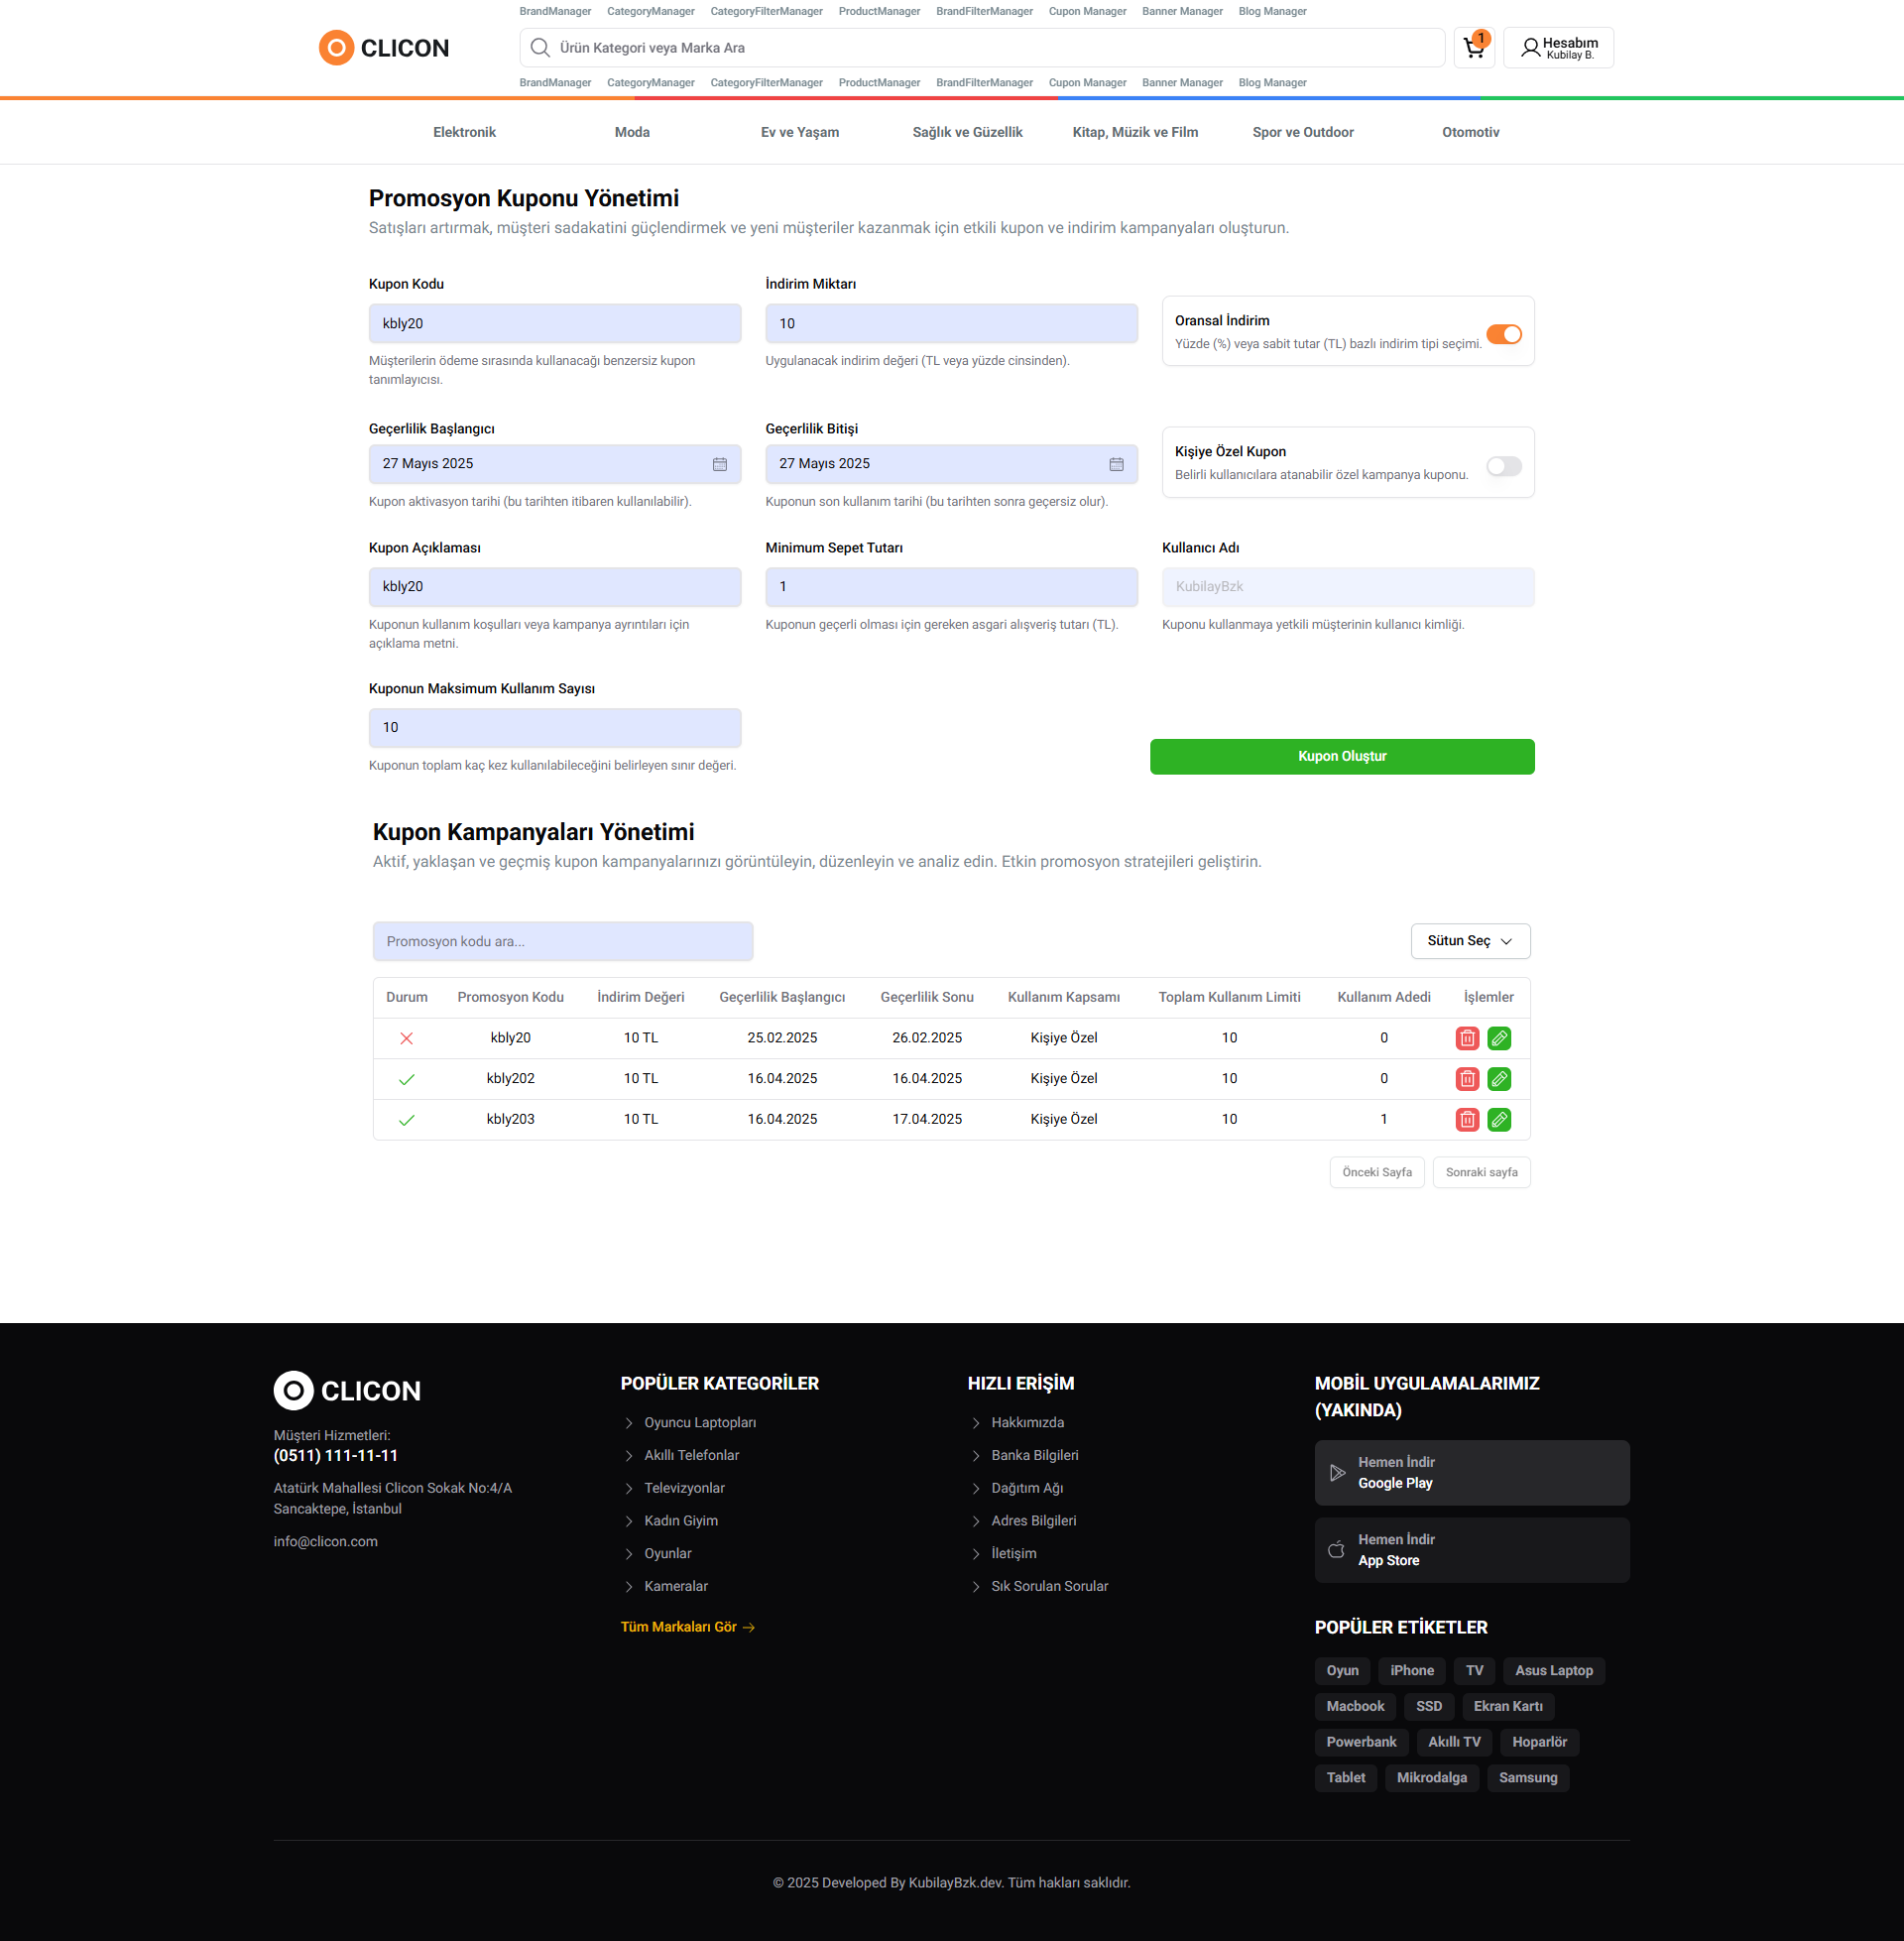 BrandManager CategoryManager CategoryFilterManager ProductManager BrandFilterManager Cupon Manager Banner Manager Blog Manager
CLICON
Ürün Kategori veya Marka Ara
1
Hesabım
Kubilay B.
BrandManager CategoryManager CategoryFilterManager ProductManager BrandFilterManager Cupon Manager Banner Manager Blog Manager
Elektronik Moda Ev ve Yaşam Sağlık ve Güzellik Kitap, Müzik ve Film Spor ve Outdoor Otomotiv
Promosyon Kuponu Yönetimi
Satışları artırmak, müşteri sadakatini güçlendirmek ve yeni müşteriler kazanmak için etkili kupon ve indirim kampanyaları oluşturun.
Kupon Kodu
kbly20
Müşterilerin ödeme sırasında kullanacağı benzersiz kupon
tanımlayıcısı.
İndirim Miktarı
10
Uygulanacak indirim değeri (TL veya yüzde cinsinden).
Oransal İndirim
Yüzde (%) veya sabit tutar (TL) bazlı indirim tipi seçimi.
Geçerlilik Başlangıcı
27 Mayıs 2025
Kupon aktivasyon tarihi (bu tarihten itibaren kullanılabilir).
Geçerlilik Bitişi
27 Mayıs 2025
Kuponun son kullanım tarihi (bu tarihten sonra geçersiz olur).
Kişiye Özel Kupon
Belirli kullanıcılara atanabilir özel kampanya kuponu.
Kupon Açıklaması
kbly20
Kuponun kullanım koşulları veya kampanya ayrıntıları için
açıklama metni.
Minimum Sepet Tutarı
1
Kuponun geçerli olması için gereken asgari alışveriş tutarı (TL).
Kullanıcı Adı
KubilayBzk
Kuponu kullanmaya yetkili müşterinin kullanıcı kimliği.
Kuponun Maksimum Kullanım Sayısı
10
Kuponun toplam kaç kez kullanılabileceğini belirleyen sınır değeri.
Kupon Oluştur
Kupon Kampanyaları Yönetimi
Aktif, yaklaşan ve geçmiş kupon kampanyalarınızı görüntüleyin, düzenleyin ve analiz edin. Etkin promosyon stratejileri geliştirin.
Promosyon kodu ara...
Sütun Seç
Durum Promosyon Kodu İndirim Değeri Geçerlilik Başlangıcı Geçerlilik Sonu Kullanım Kapsamı Toplam Kullanım Limiti Kullanım Adedi İşlemler
kbly20 10 TL 25.02.2025 26.02.2025 Kişiye Özel 10 0
kbly202 10 TL 16.04.2025 16.04.2025 Kişiye Özel 10 0
kbly203 10 TL 16.04.2025 17.04.2025 Kişiye Özel 10 1
Önceki Sayfa Sonraki sayfa
CLICON
Müşteri Hizmetleri:
(0511) 111-11-11
Atatürk Mahallesi Clicon Sokak No:4/A
Sancaktepe, İstanbul
info@clicon.com
POPÜLER KATEGORİLER
Oyuncu Laptopları
Akıllı Telefonlar
Televizyonlar
Kadın Giyim
Oyunlar
Kameralar
Tüm Markaları Gör
HIZLI ERİŞİM
Hakkımızda
Banka Bilgileri
Dağıtım Ağı
Adres Bilgileri
İletişim
Sık Sorulan Sorular
MOBİL UYGULAMALARIMIZ
(YAKINDA)
Hemen İndir
Google Play
Hemen İndir
App Store
POPÜLER ETİKETLER
Oyun iPhone TV Asus Laptop
Macbook SSD Ekran Kartı
Powerbank Akıllı TV Hoparlör
Tablet Mikrodalga Samsung
© 2025 Developed By KubilayBzk.dev. Tüm hakları saklıdır.